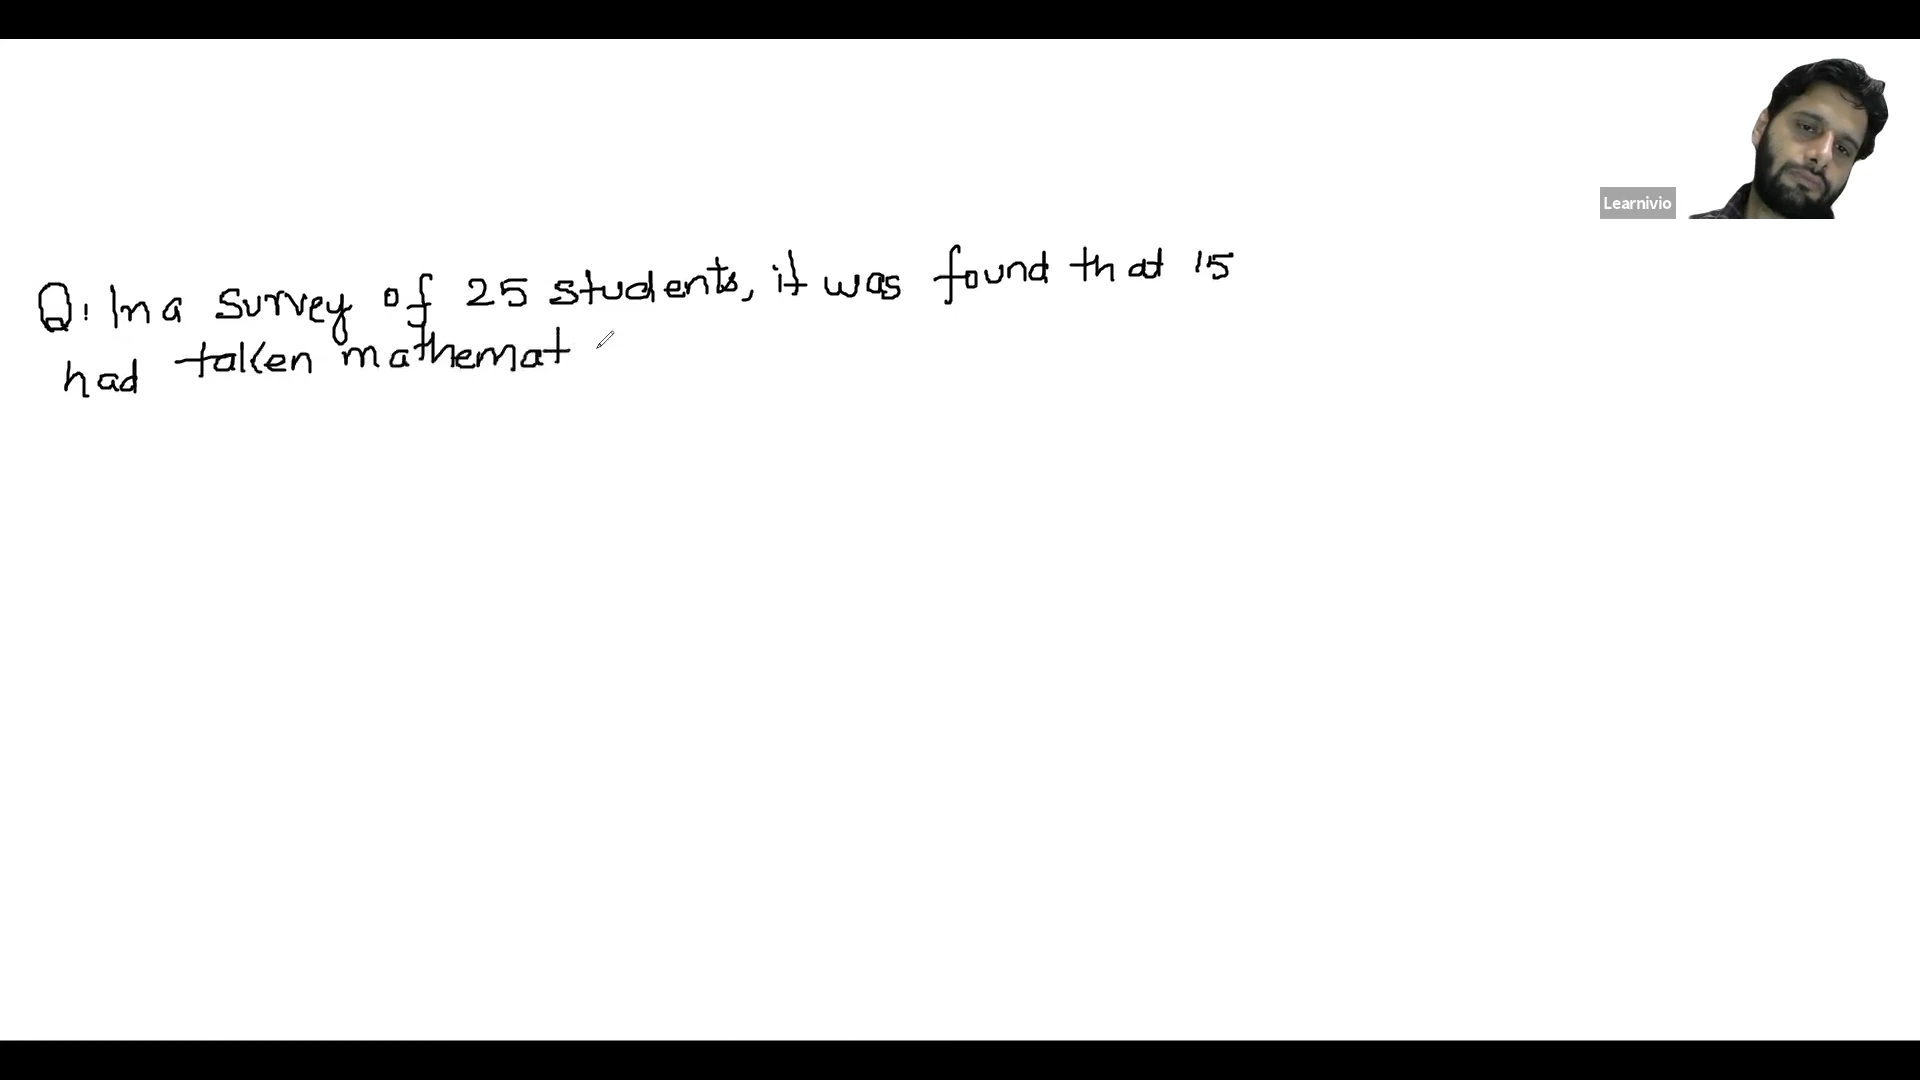 Learnivio
Q: In a survey of 25 students, it was found that 15
had taken mathemat